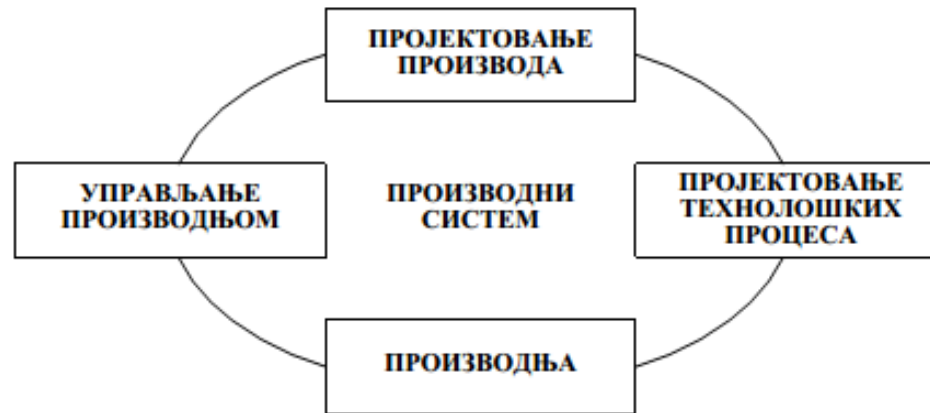 ПРОЈЕКТОВАЊЕ
ПРОИЗВОДА
УПРАВЉАЊЕ
ПРОИЗВОДЊОМ
ПРОИЗВОДНИ
СИСТЕМ
ПРОЈЕКТОВАЊЕ
ТЕХНОЛОШКИХ
ПРОЦЕСА
ПРОИЗВОДЊА